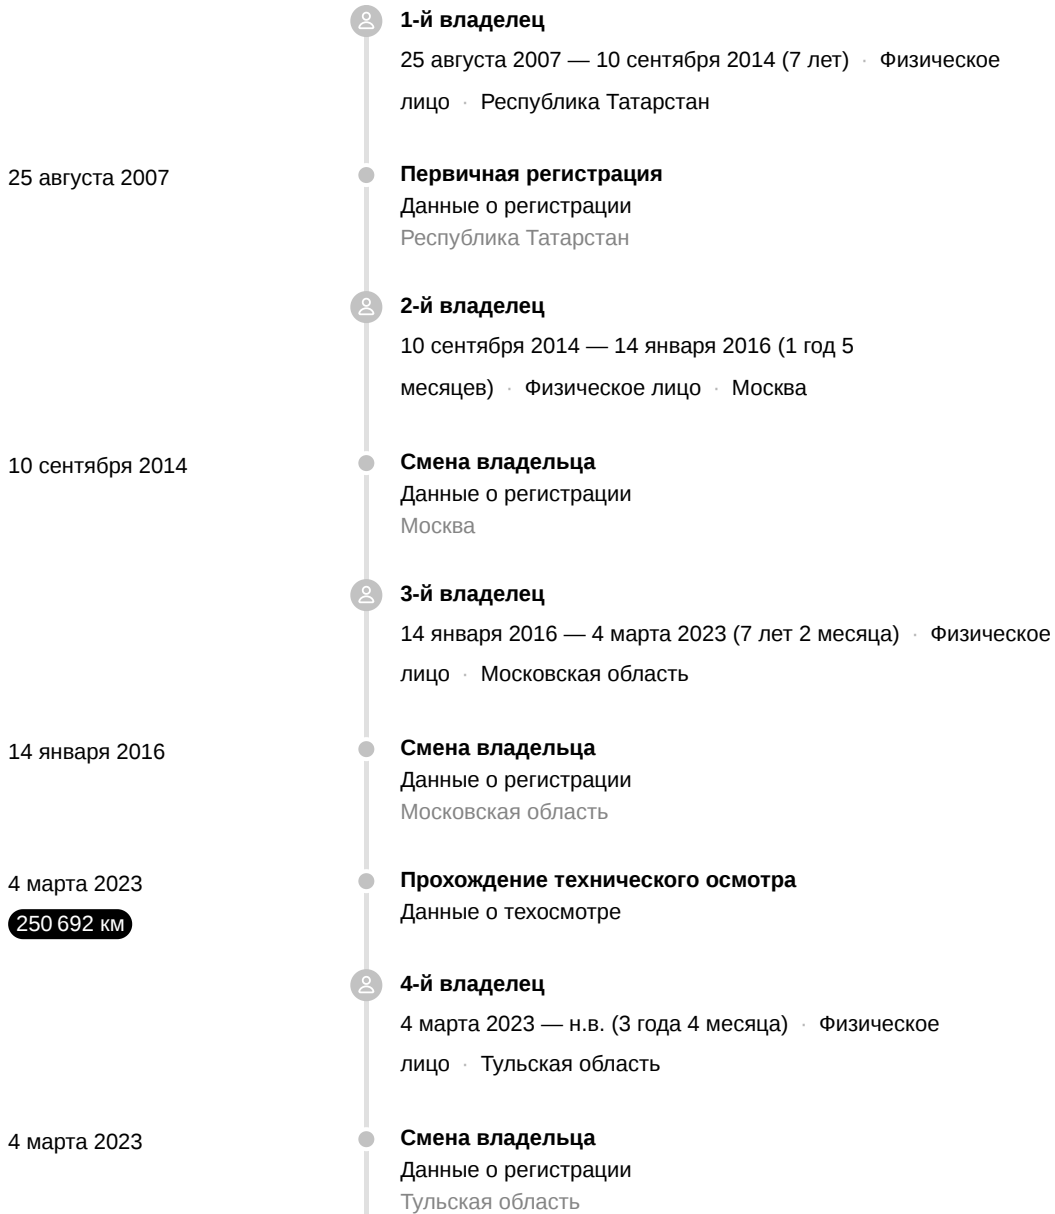 1-й владелец
25 августа 2007 — 10 сентября 2014 (7 лет) · Физическое
лицо · Республика Татарстан
25 августа 2007
Первичная регистрация
Данные о регистрации
Республика Татарстан
2-й владелец
10 сентября 2014 — 14 января 2016 (1 год 5
месяцев) · Физическое лицо · Москва
10 сентября 2014
Смена владельца
Данные о регистрации
Москва
3-й владелец
14 января 2016 — 4 марта 2023 (7 лет 2 месяца) · Физическое
лицо · Московская область
14 января 2016
Смена владельца
Данные о регистрации
Московская область
4 марта 2023
250 692 км
Прохождение технического осмотра
Данные о техосмотре
4-й владелец
4 марта 2023 — н.в. (3 года 4 месяца) · Физическое
лицо · Тульская область
4 марта 2023
Смена владельца
Данные о регистрации
Тульская область